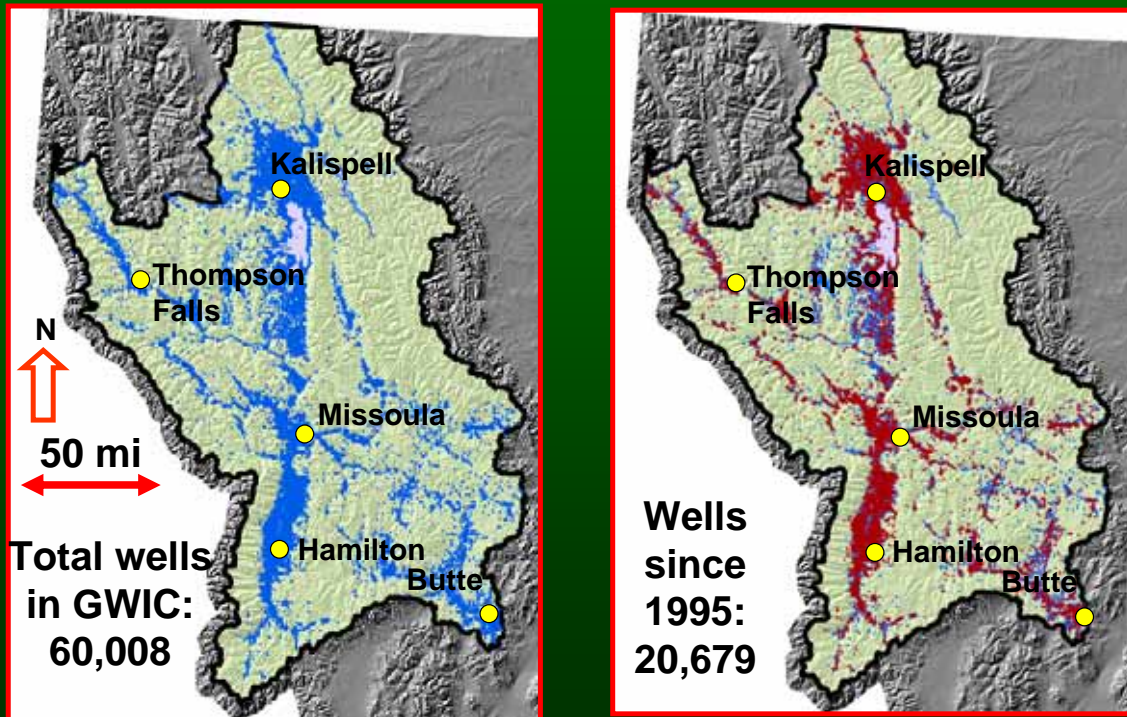 Kalispell
Thompson
Falls
N
Missoula
50 mi
Hamilton
Butte
Total wells
in GWIC:
60,008
Kalispell
Thompson
Falls
Missoula
Hamilton
Butte
Wells
since
1995:
20,679